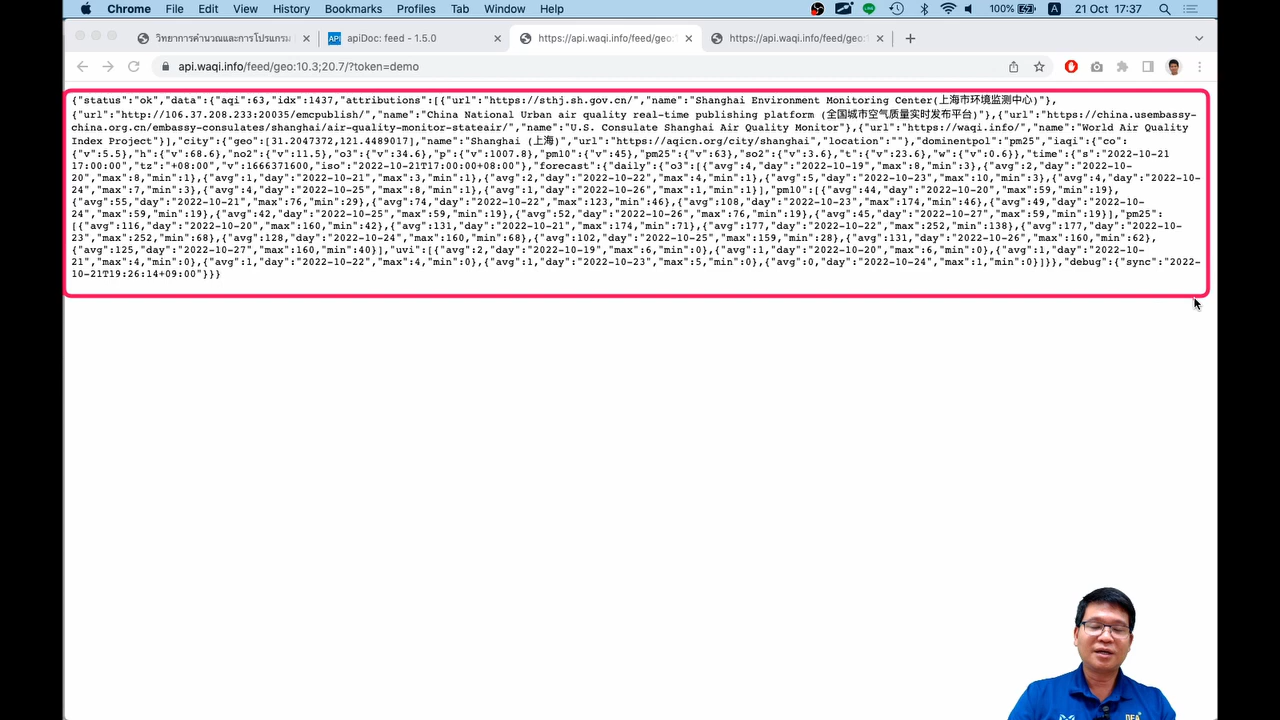 Chrome File Edit View History Bookmarks Profiles Tab Window Help 100% A 21 Oct 17:37
วิทยาการคำนวณและการโปรแกรม
API apiDoc: feed - 1.5.0
https://api.waqi.info/feed/geo:
https://api.waqi.info/feed/geo:1
api.waqi.info/feed/geo:10.3;20.7/?token=demo
{"status":"ok","data":{"aqi":63,"idx":1437,"attributions":[{"url":"https://sthj.sh.gov.cn/","name":"Shanghai Environment Monitoring Center(上海市环境监测中心)"},
{"url":"http://106.37.208.233:20035/emcpublish/","name":"China National Urban air quality real-time publishing platform (全国城市空气质量实时发布平台)"},{"url":"https://china.usembassy-
china.org.cn/embassy-consulates/shanghai/air-quality-monitor-stateair/","name":"U.S. Consulate Shanghai Air Quality Monitor"},{"url":"https://waqi.info/","name":"World Air Quality
Index Project"}],"city":{"geo":[31.2047372,121.4489017],"name":"Shanghai (上海)","url":"https://aqicn.org/city/shanghai","location":""},"dominentpol":"pm25","iaqi":{"co":
{"v":5.5},"h":{"v":68.6},"no2":{"v":11.5},"o3":{"v":34.6},"p":{"v":1007.8},"pm10":{"v":45},"pm25":{"v":63},"so2":{"v":3.6},"t":{"v":23.6},"w":{"v":0.6}},"time":{"s":"2022-10-21
17:00:00","tz":"+08:00","v":1666371600,"iso":"2022-10-21T17:00:00+08:00"},"forecast":{"daily":{"o3":[{"avg":4,"day":"2022-10-19","max":8,"min":3},{"avg":2,"day":"2022-10-
20","max":8,"min":1},{"avg":1,"day":"2022-10-21","max":3,"min":1},{"avg":2,"day":"2022-10-22","max":4,"min":1},{"avg":5,"day":"2022-10-23","max":10,"min":3},{"avg":4,"day":"2022-10-
24","max":7,"min":3},{"avg":4,"day":"2022-10-25","max":8,"min":1},{"avg":1,"day":"2022-10-26","max":1,"min":1}],"pm10":[{"avg":44,"day":"2022-10-20","max":59,"min":19},
{"avg":55,"day":"2022-10-21","max":76,"min":29},{"avg":74,"day":"2022-10-22","max":123,"min":46},{"avg":108,"day":"2022-10-23","max":174,"min":46},{"avg":49,"day":"2022-10-
24","max":59,"min":19},{"avg":42,"day":"2022-10-25","max":59,"min":19},{"avg":52,"day":"2022-10-26","max":76,"min":19},{"avg":45,"day":"2022-10-27","max":59,"min":19}],"pm25":
[{"avg":116,"day":"2022-10-20","max":160,"min":42},{"avg":131,"day":"2022-10-21","max":174,"min":71},{"avg":177,"day":"2022-10-22","max":252,"min":138},{"avg":177,"day":"2022-10-
23","max":252,"min":68},{"avg":128,"day":"2022-10-24","max":160,"min":68},{"avg":102,"day":"2022-10-25","max":159,"min":28},{"avg":131,"day":"2022-10-26","max":160,"min":62},
{"avg":125,"day":"2022-10-27","max":160,"min":40}],"uvi":[{"avg":2,"day":"2022-10-19","max":6,"min":0},{"avg":1,"day":"2022-10-20","max":6,"min":0},{"avg":1,"day":"2022-10-
21","max":4,"min":0},{"avg":1,"day":"2022-10-22","max":4,"min":0},{"avg":1,"day":"2022-10-23","max":5,"min":0},{"avg":0,"day":"2022-10-24","max":1,"min":0}]}},"debug":{"sync":"2022-
10-21T19:26:14+09:00"}}}